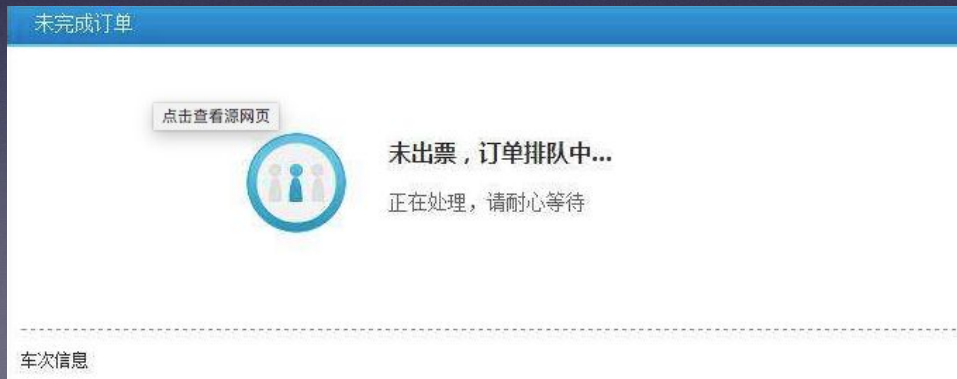 未完成订单
点击查看源网页
未出票，订单排队中...
正在处理，请耐心等待
车次信息